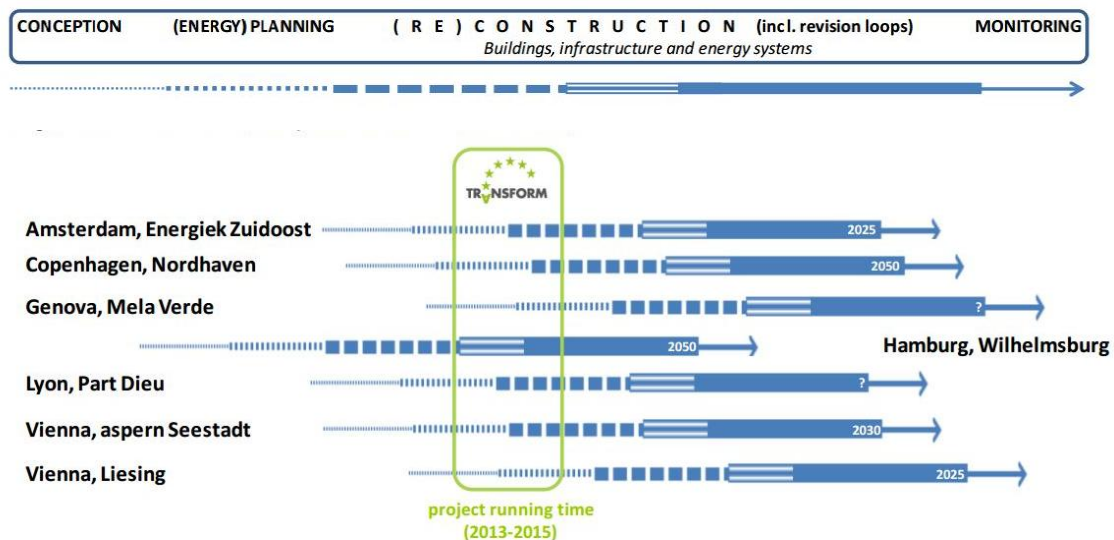 CONCEPTION (ENERGY) PLANNING ( R E ) C O N S T R U C T I O N (incl. revision loops) MONITORING
Buildings, infrastructure and energy systems
TRANSFORM
Amsterdam, Energiek Zuidoost 2025
Copenhagen, Nordhaven 2050
Genova, Mela Verde ?
2050 Hamburg, Wilhelmsburg
Lyon, Part Dieu ?
Vienna, aspern Seestadt 2030
Vienna, Liesing 2025
project running time
(2013-2015)